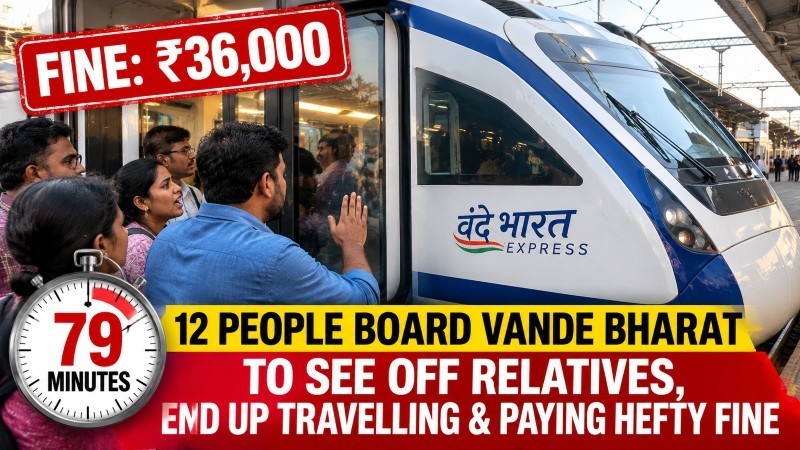 FINE: ₹36,000
वंदे भारत
EXPRESS
79
MINUTES
12 PEOPLE BOARD VANDE BHARAT
TO SEE OFF RELATIVES,
END UP TRAVELLING & PAYING HEFTY FINE